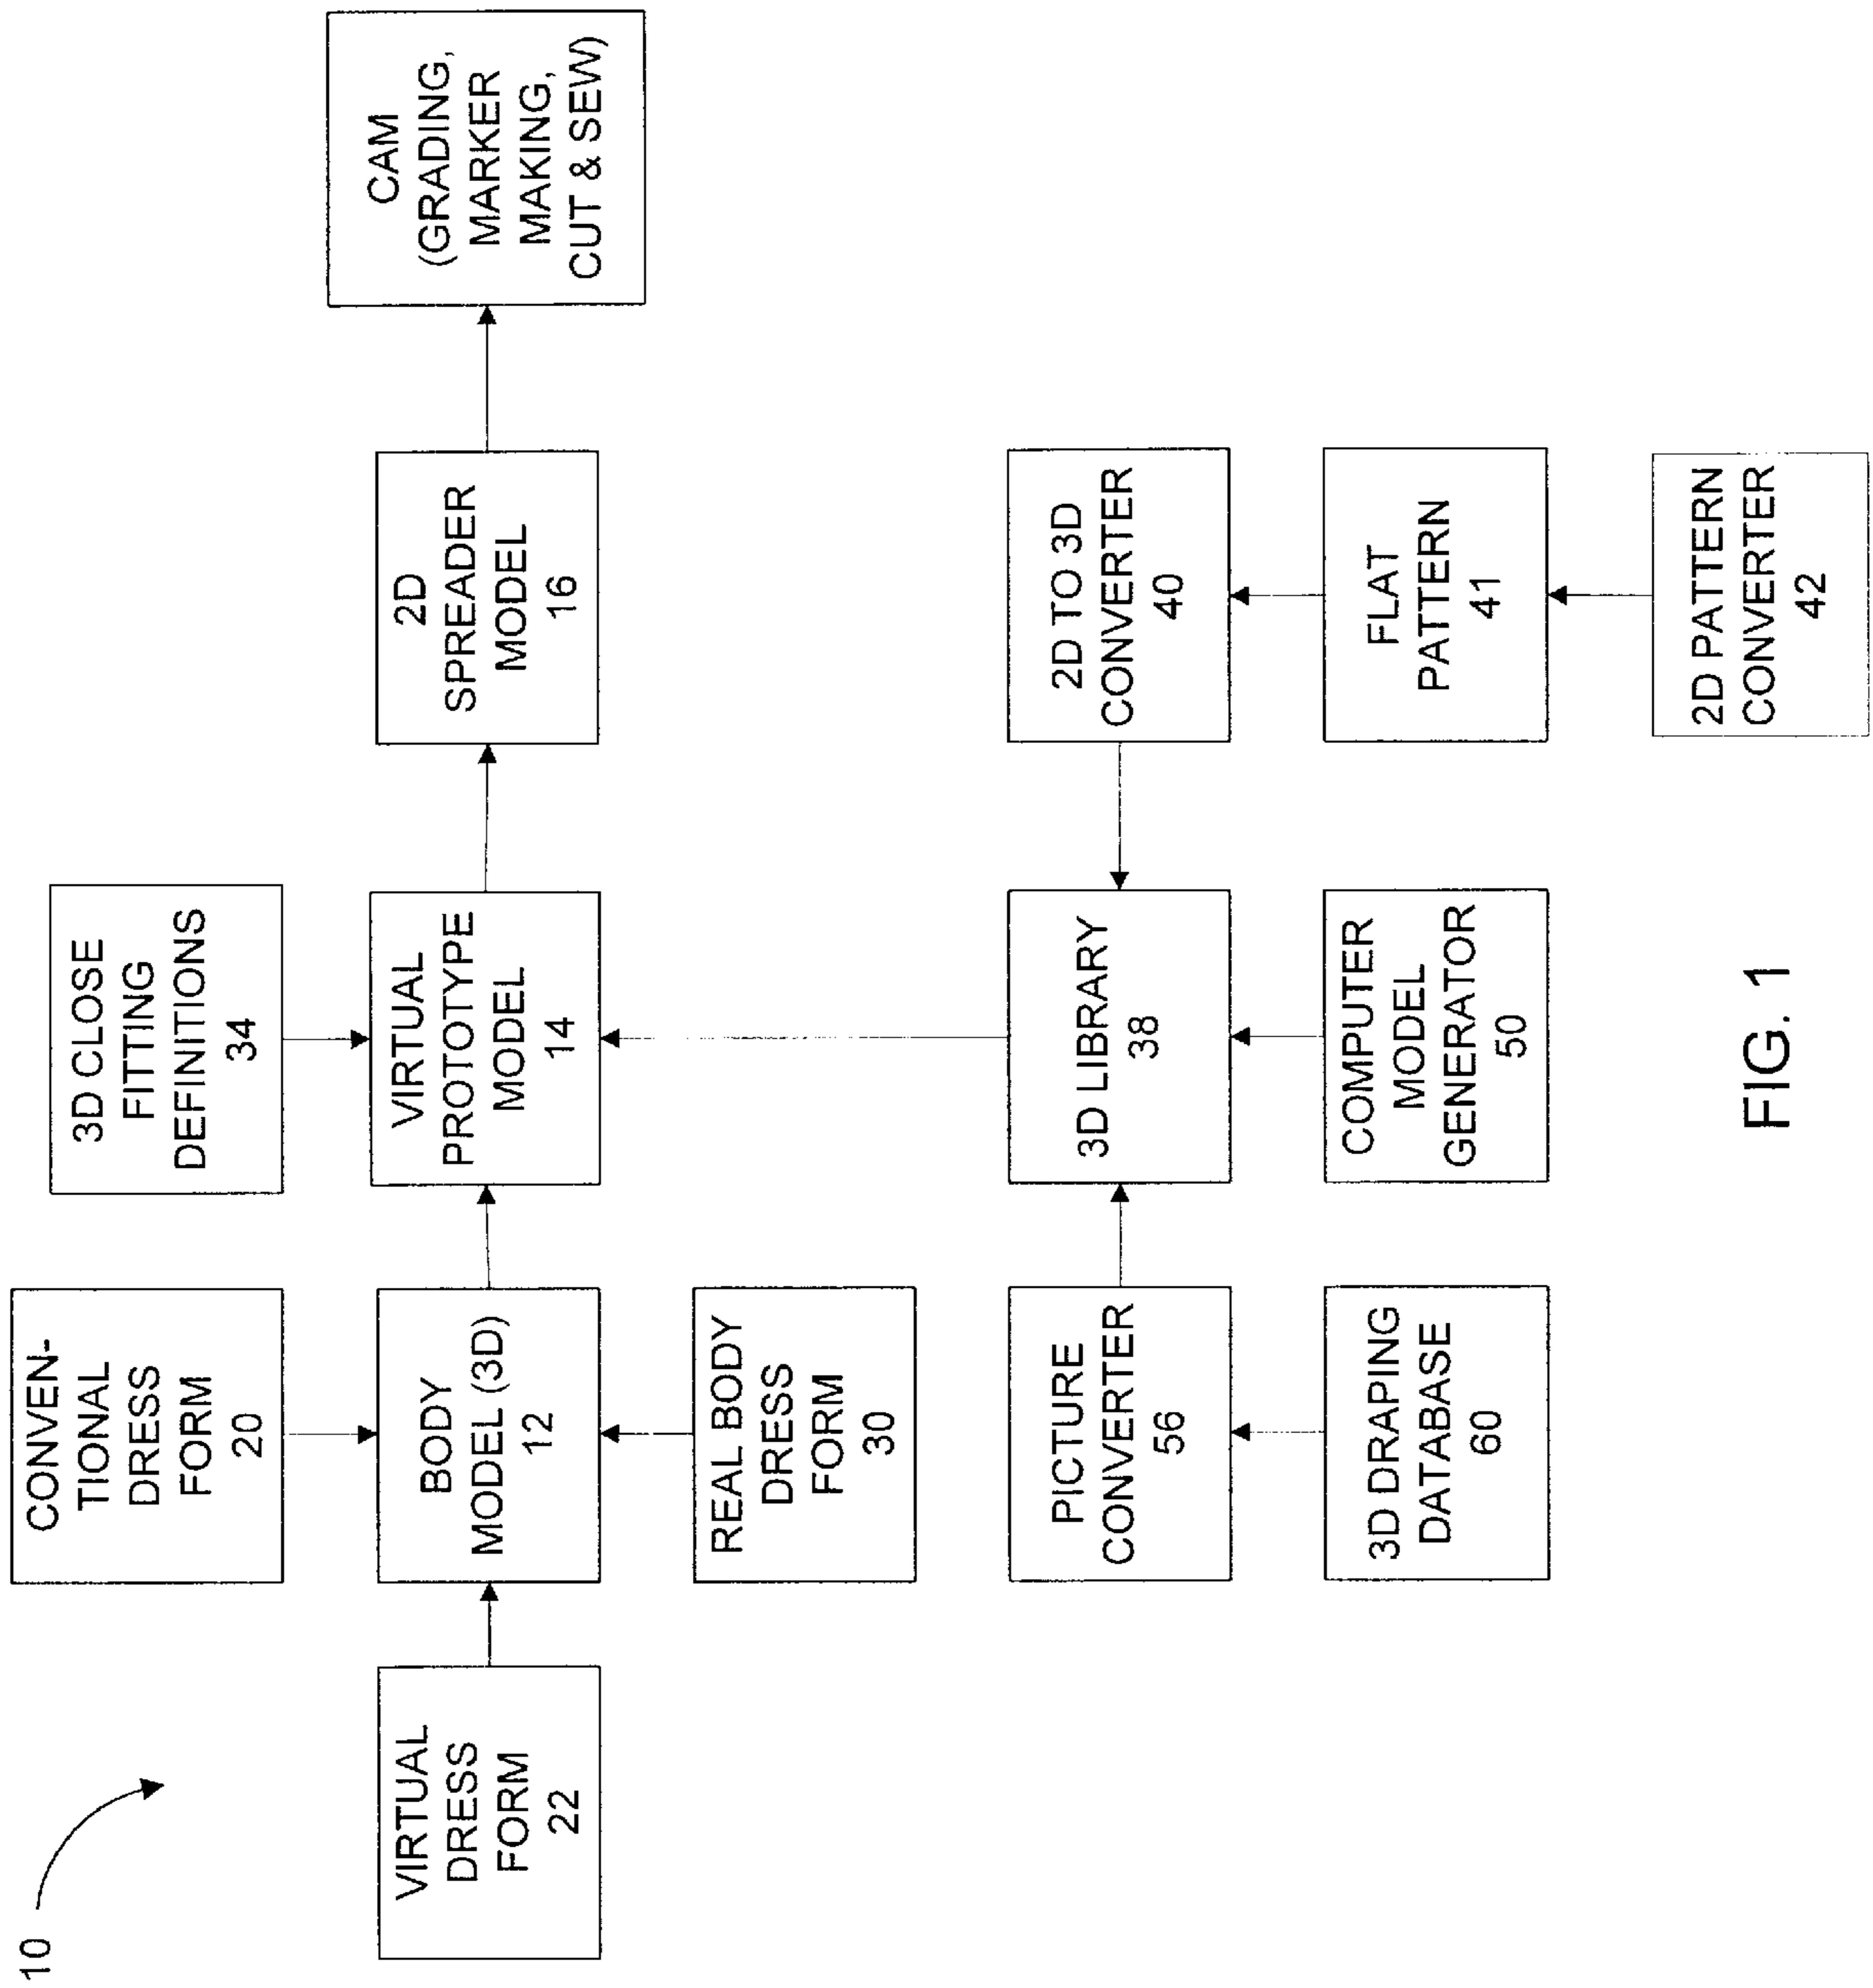 10
CONVEN-
TIONAL
DRESS
FORM
20
3D CLOSE
FITTING
DEFINITIONS
34
VIRTUAL
DRESS
FORM
22
BODY
MODEL (3D)
12
VIRTUAL
PROTOTYPE
MODEL
14
2D
SPREADER
MODEL
16
CAM
(GRADING,
MARKER
MAKING,
CUT & SEW)
REAL BODY
DRESS
FORM
30
PICTURE
CONVERTER
56
3D LIBRARY
38
2D TO 3D
CONVERTER
40
3D DRAPING
DATABASE
60
COMPUTER
MODEL
GENERATOR
50
FLAT
PATTERN
41
2D PATTERN
CONVERTER
42
FIG. 1